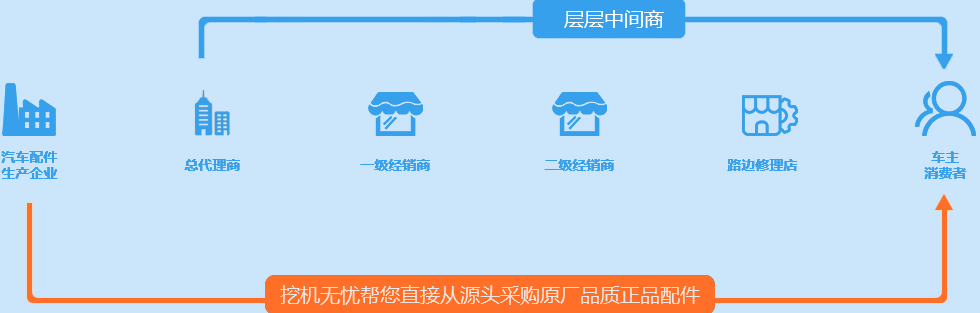 层层中间商
汽车配件
生产企业
总代理商
一级经销商
二级经销商
路边修理店
车主
消费者
挖机无忧帮您直接从源头采购原厂品质正品配件